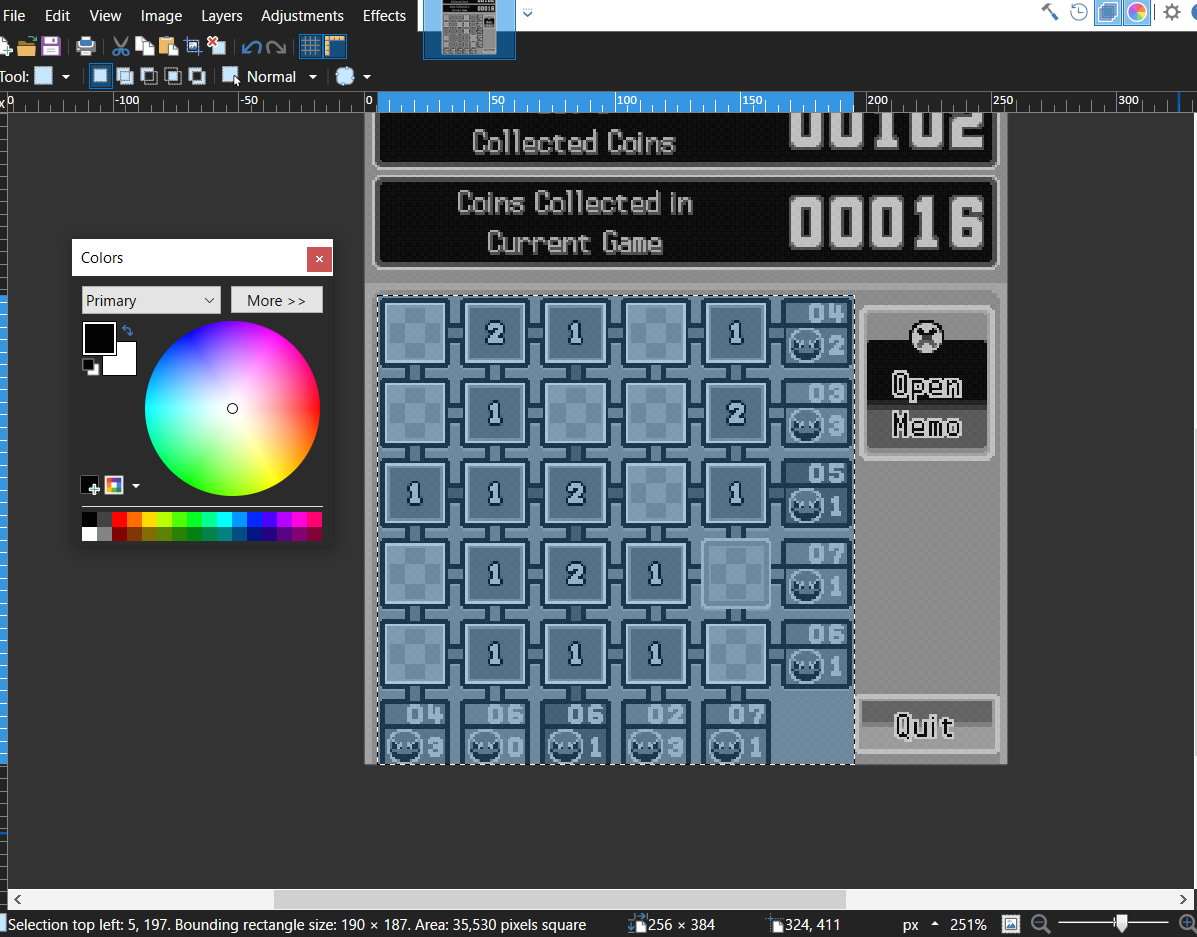 File Edit View Image Layers Adjustments Effects
Tool: Normal
0 -100 -50 0 50 100 150 200 250 300
Collected Coins 00102
Coins Collected in
Current Game 00016
Colors
Primary More >>
2 1 1 04
2
1 2 03
3
1 1 2 1 05
1
1 2 1 07
1
1 1 1 06
1
04 06 06 02 07
3 0 1 3 1
Open
Memo
Quit
Selection top left: 5, 197. Bounding rectangle size: 190 × 187. Area: 35,530 pixels square 256 × 384 324, 411 px 251%